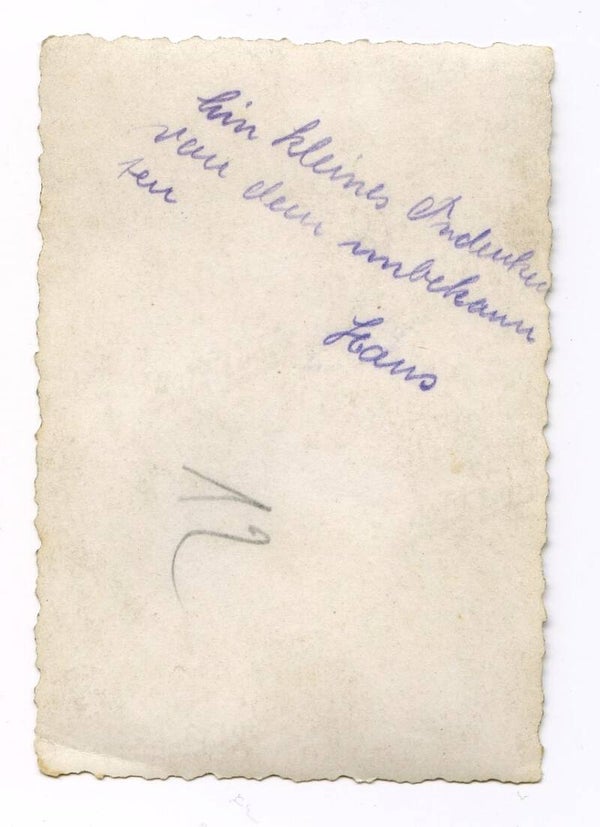 Ein kleines Andenken
von dem unbekann
ten
Hans
12